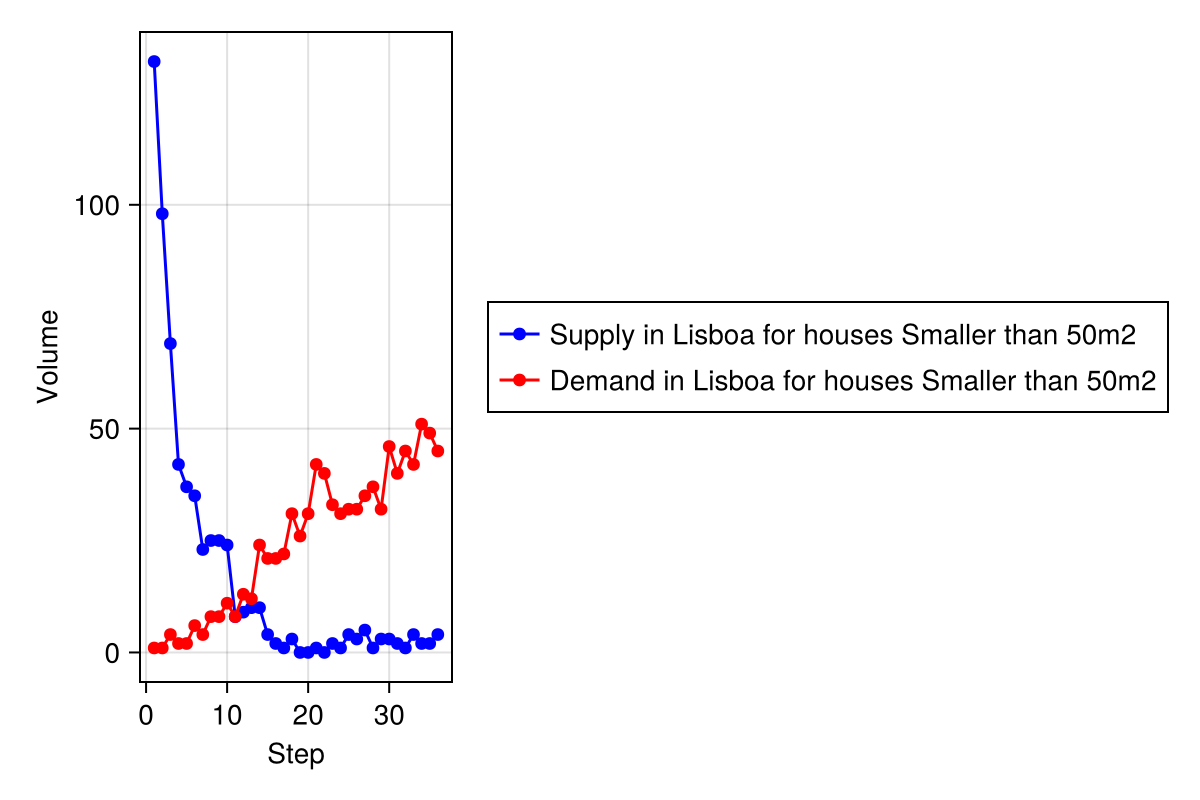 Volume
100
50
0
0 10 20 30
Step
Supply in Lisboa for houses Smaller than 50m2
Demand in Lisboa for houses Smaller than 50m2